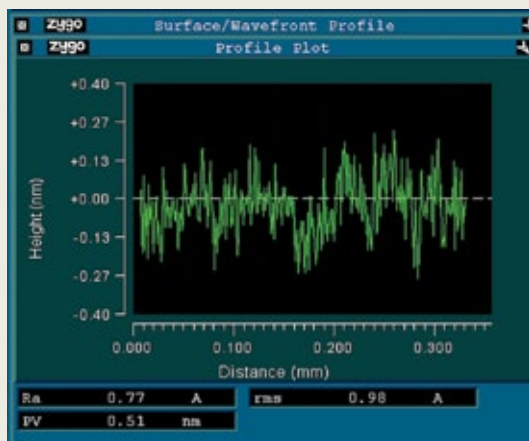 zygo Surface/Wavefront Profile
zygo Profile Plot
+0.40
+0.27
+0.13
+0.00
-0.13
-0.27
-0.40
Height (nm)
0.000 0.100 0.200 0.300
Distance (mm)
Ra 0.77 A rms 0.98 A
PV 0.51 nm